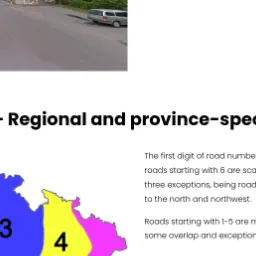 Regional and province-spe
The first digit of road numbe
roads starting with 6 are sca
three exceptions, being road
to the north and northwest.
3
4
Roads starting with 1-5 are m
some overlap and exception